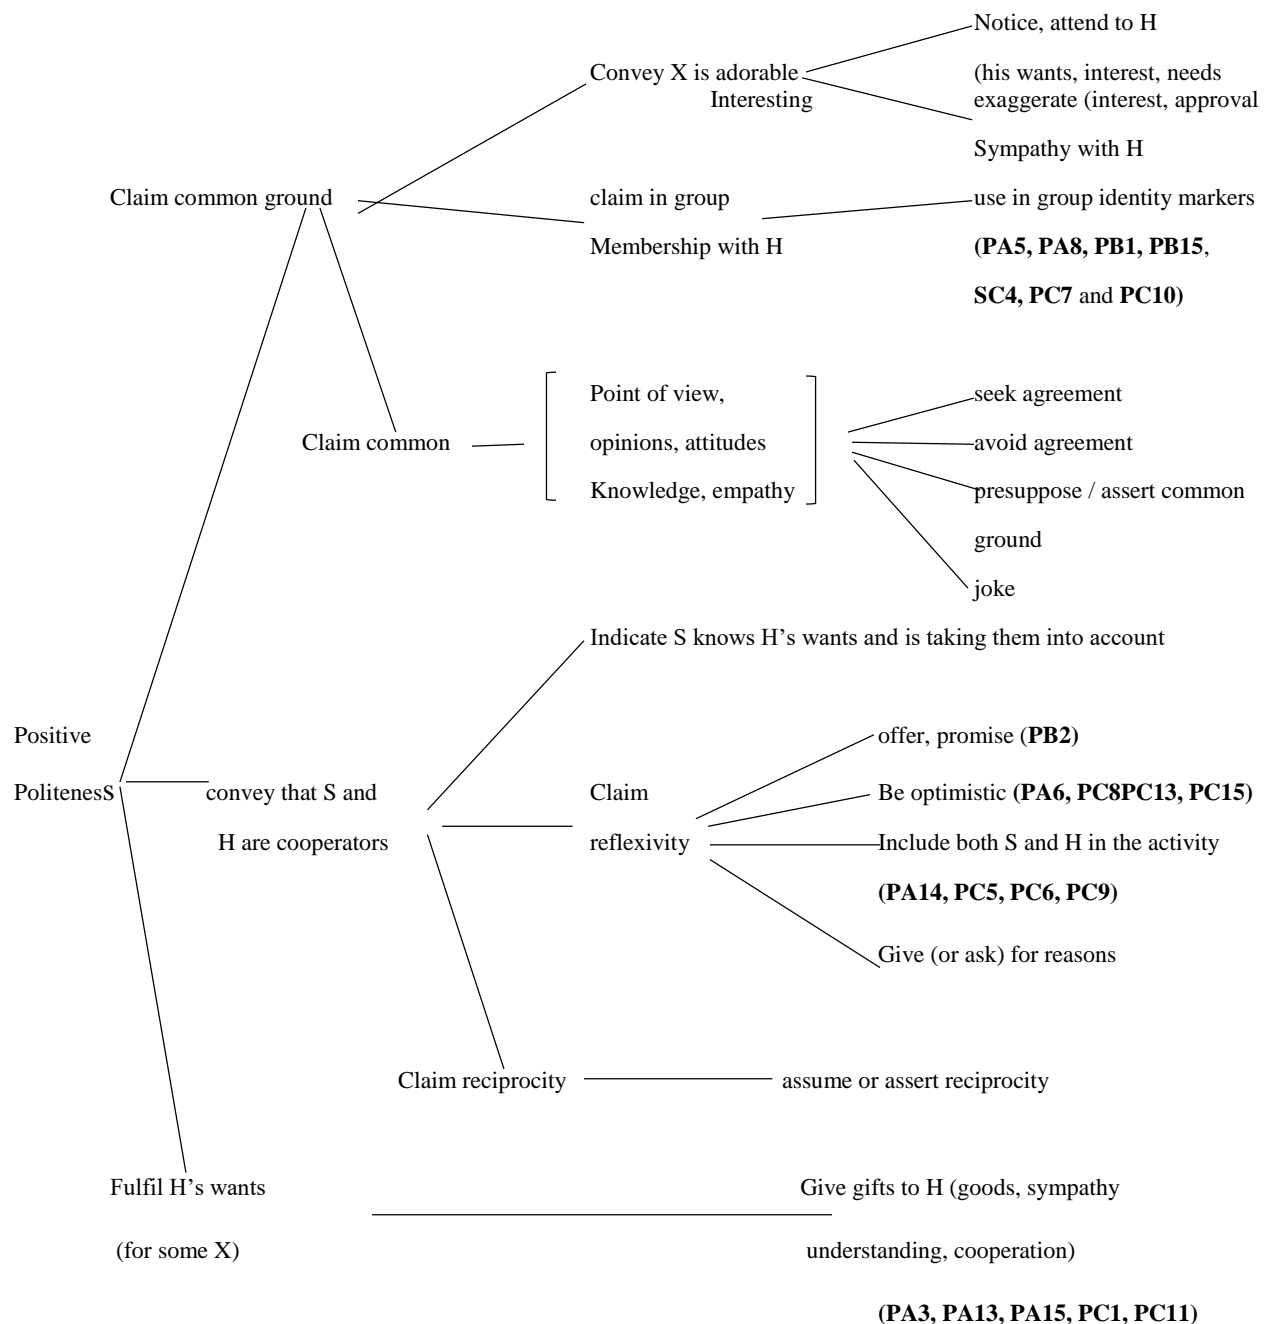 Notice, attend to H
Convey X is adorable
(his wants, interest, needs
Interesting
exaggerate (interest, approval
Sympathy with H
Claim common ground
claim in group
use in group identity markers
Membership with H
(PA5, PA8, PB1, PB15,
SC4, PC7 and PC10)
Point of view,
seek agreement
Claim common
opinions, attitudes
avoid agreement
Knowledge, empathy
presuppose / assert common
ground
joke
Indicate S knows H’s wants and is taking them into account
Positive
offer, promise (PB2)
PolitenesS
convey that S and
Claim
Be optimistic (PA6, PC8PC13, PC15)
H are cooperators
reflexivity
Include both S and H in the activity
(PA14, PC5, PC6, PC9)
Give (or ask) for reasons
Claim reciprocity
assume or assert reciprocity
Fulfil H’s wants
Give gifts to H (goods, sympathy
(for some X)
understanding, cooperation)
(PA3, PA13, PA15, PC1, PC11)